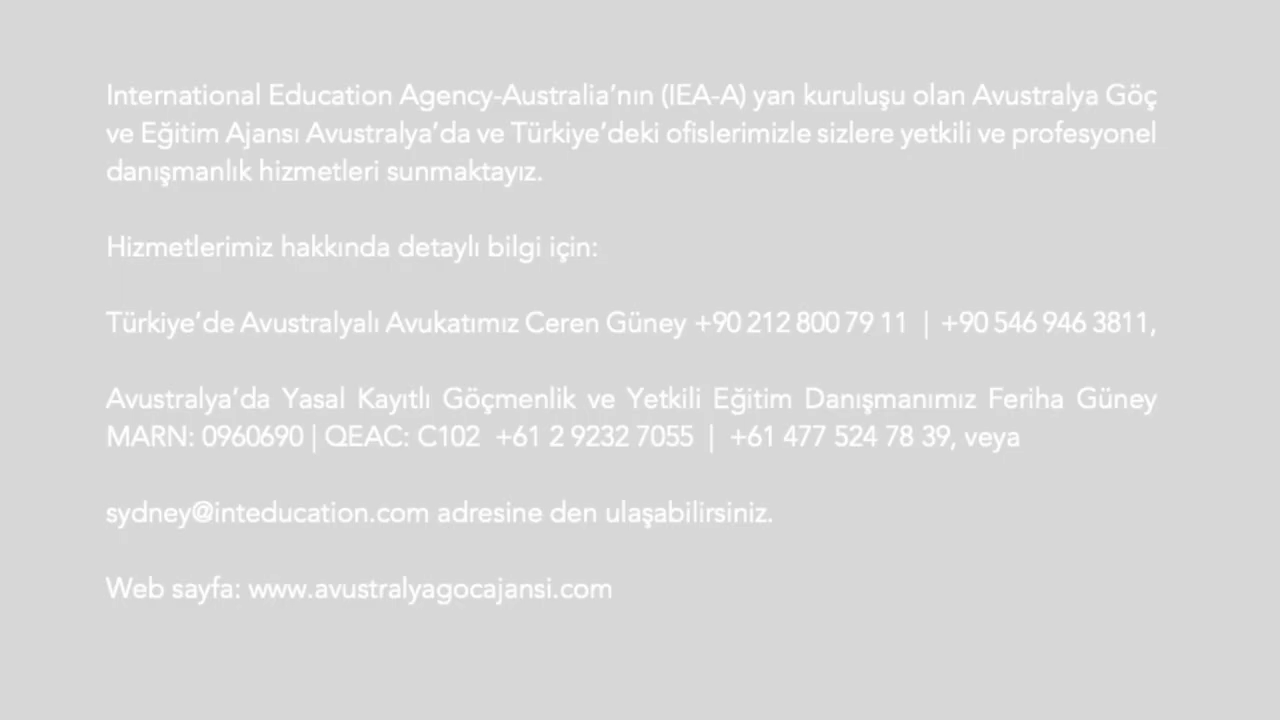 International Education Agency-Australia’nın (IEA-A) yan kuruluşu olan Avustralya Göç
ve Eğitim Ajansı Avustralya’da ve Türkiye’deki ofislerimizle sizlere yetkili ve profesyonel
danışmanlık hizmetleri sunmaktayız.
Hizmetlerimiz hakkında detaylı bilgi için:
Türkiye’de Avustralyalı Avukatımız Ceren Güney +90 212 800 79 11 | +90 546 946 3811,
Avustralya’da Yasal Kayıtlı Göçmenlik ve Yetkili Eğitim Danışmanımız Feriha Güney
MARN: 0960690 | QEAC: C102 +61 2 9232 7055 | +61 477 524 78 39, veya
sydney@inteducation.com adresine den ulaşabilirsiniz.
Web sayfa: www.avustralyagocajansi.com